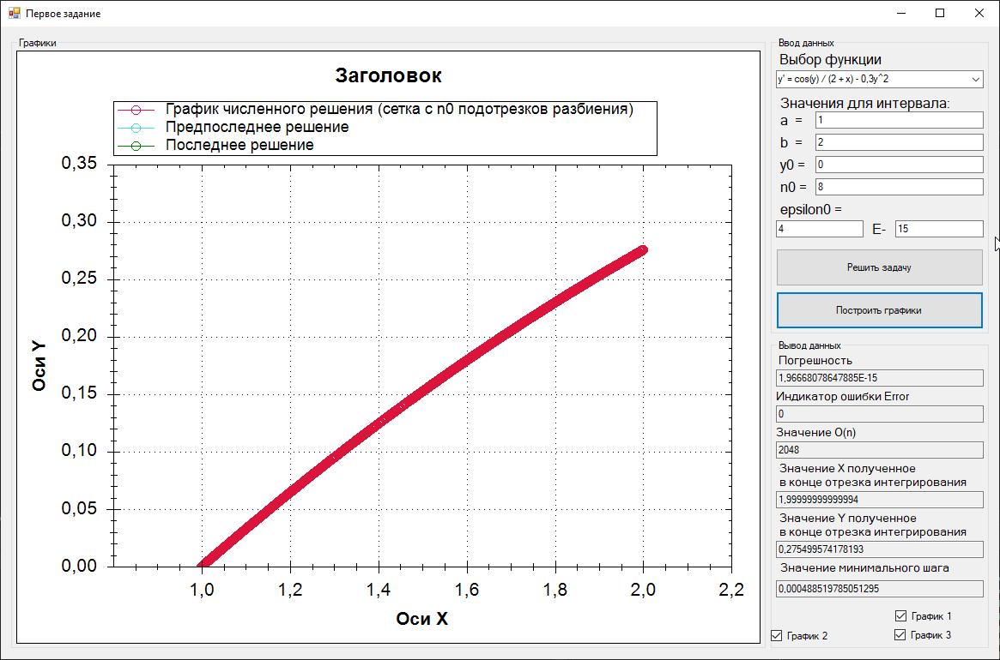 Первое задание
Графики
Заголовок
График численного решения (сетка с n0 подотрезков разбиения)
Предпоследнее решение
Последнее решение
0,35
0,30
0,25
0,20
0,15
0,10
0,05
0,00
Оси Y
1,0 1,2 1,4 1,6 1,8 2,0 2,2
Оси X
Ввод данных
Выбор функции
y' = cos(y) / (2 + x) - 0,3y^2
Значения для интервала:
a = 1
b = 2
y0 = 0
n0 = 8
epsilon0 =
4 E- 15
Решить задачу
Построить графики
Вывод данных
Погрешность
1,96668078647885E-15
Индикатор ошибки Error
0
Значение O(n)
2048
Значение X полученное
в конце отрезка интегрирования
1,99999999999994
Значение Y полученное
в конце отрезка интегрирования
0,275499574178193
Значение минимального шага
0,000488519785051295
График 1
График 2
График 3